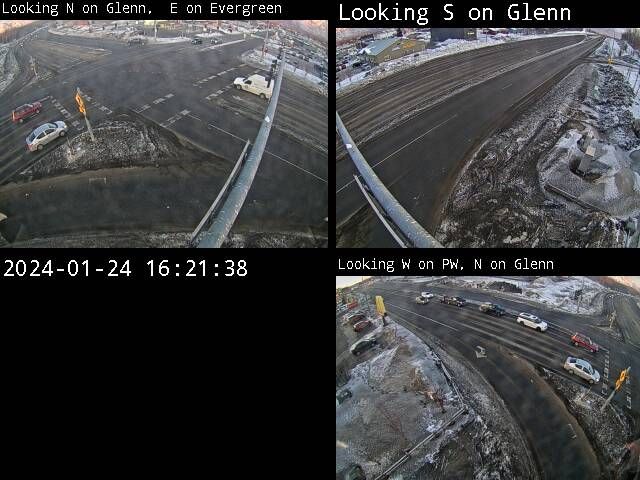 Looking N on Glenn,  E on Evergreen
Looking S on Glenn
2024-01-24 16:21:38
Looking W on PW, N on Glenn